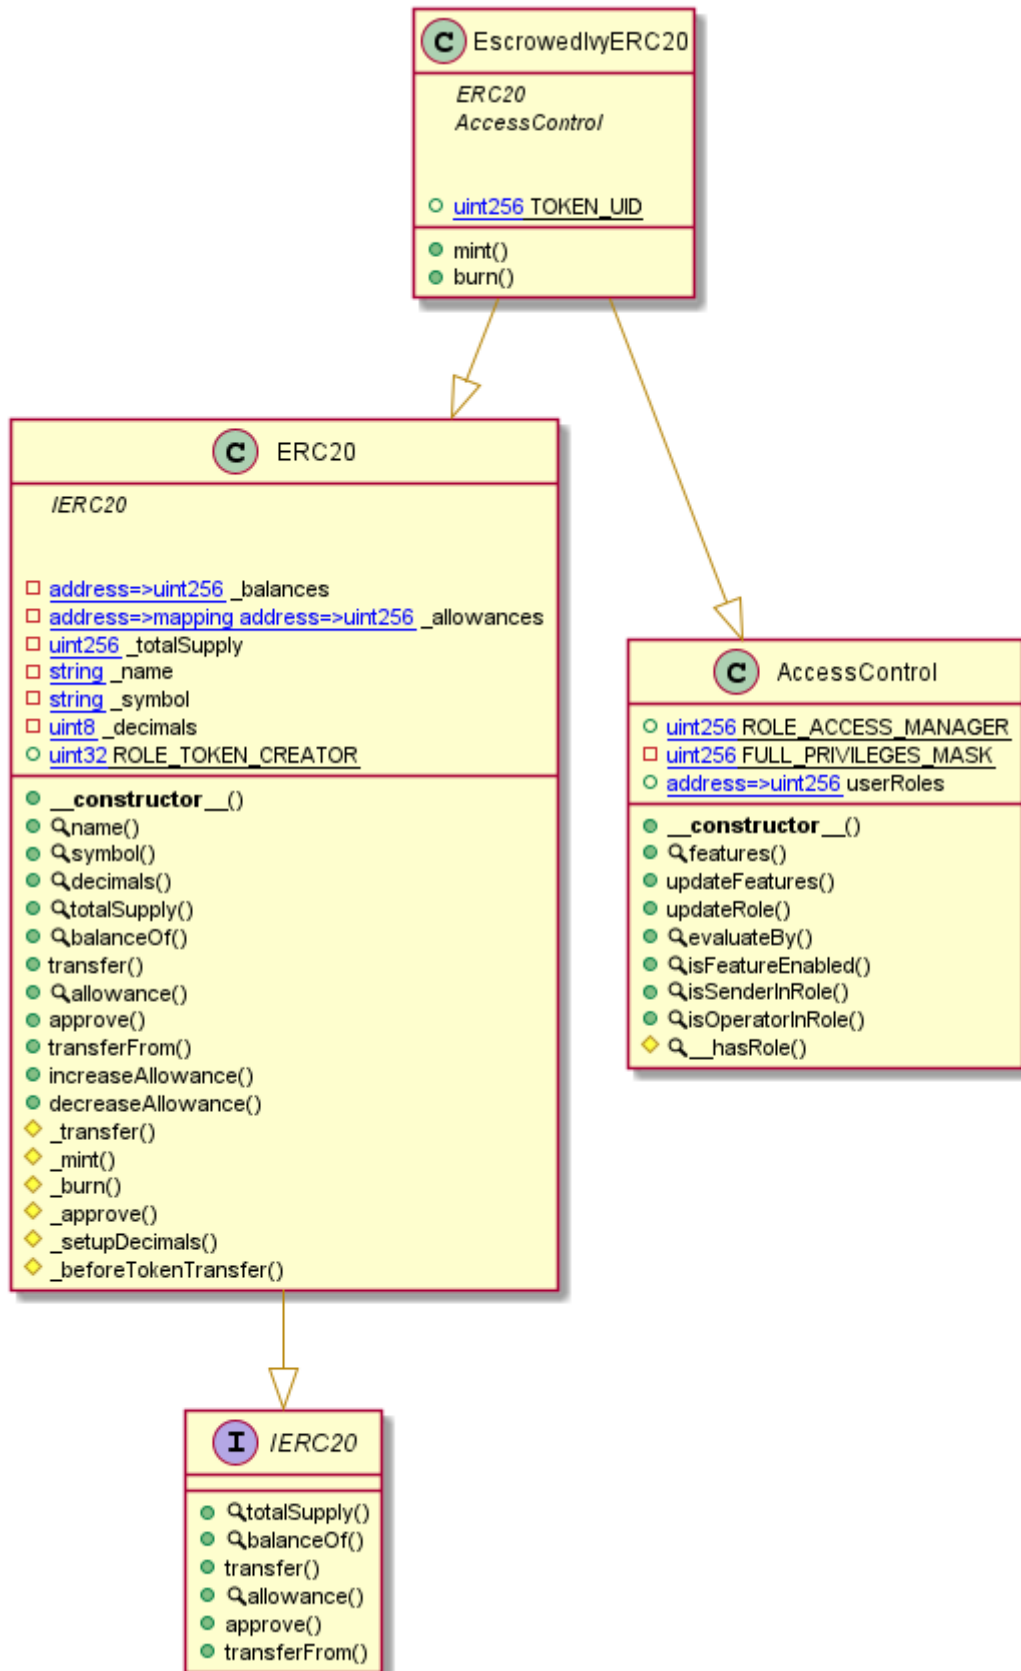 C EscrowedIvyERC20
ERC20
AccessControl
uint256 TOKEN_UID
mint()
burn()
C ERC20
IERC20
address=>uint256 _balances
address=>mapping address=>uint256 _allowances
uint256 _totalSupply
string _name
string _symbol
uint8 _decimals
uint32 ROLE_TOKEN_CREATOR
__constructor__()
name()
symbol()
decimals()
totalSupply()
balanceOf()
transfer()
allowance()
approve()
transferFrom()
increaseAllowance()
decreaseAllowance()
_transfer()
_mint()
_burn()
_approve()
_setupDecimals()
_beforeTokenTransfer()
C AccessControl
uint256 ROLE_ACCESS_MANAGER
uint256 FULL_PRIVILEGES_MASK
address=>uint256 userRoles
__constructor__()
features()
updateFeatures()
updateRole()
evaluateBy()
isFeatureEnabled()
isSenderInRole()
isOperatorInRole()
__hasRole()
I IERC20
totalSupply()
balanceOf()
transfer()
allowance()
approve()
transferFrom()